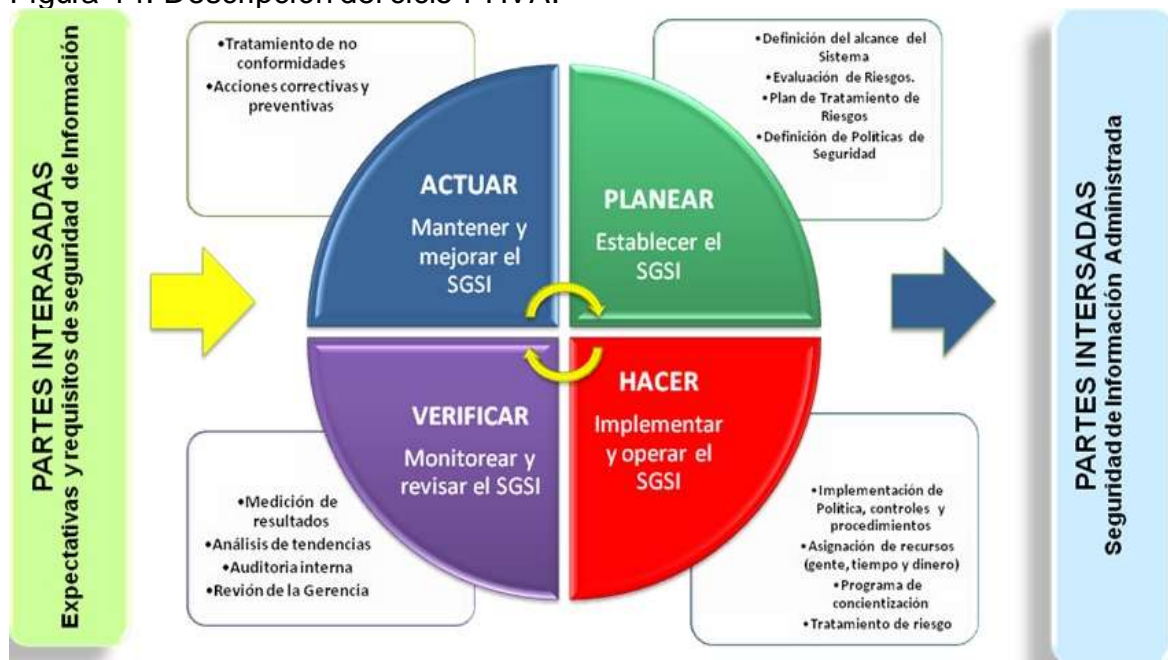 Figura 14. Descripción del ciclo PHVA.
PARTES INTERASADAS
Expectativas y requisitos de seguridad de Información
•Tratamiento de no
conformidades
•Acciones correctivas y
preventivas
•Definición del alcance del
Sistema
•Evaluación de Riesgos.
•Plan de Tratamiento de
Riesgos
•Definición de Políticas de
Seguridad
ACTUAR
Mantener y
mejorar el
SGSI
PLANEAR
Establecer el
SGSI
VERIFICAR
Monitorear y
revisar el SGSI
HACER
Implementar
y operar el
SGSI
•Medición de
resultados
•Análisis de tendencias
•Auditoria interna
•Revión de la Gerencia
•Implementación de
Política, controles y
procedimientos
•Asignación de recursos
(gente, tiempo y dinero)
•Programa de
concientización
•Tratamiento de riesgo
PARTES INTERSADAS
Seguridad de Información Administrada